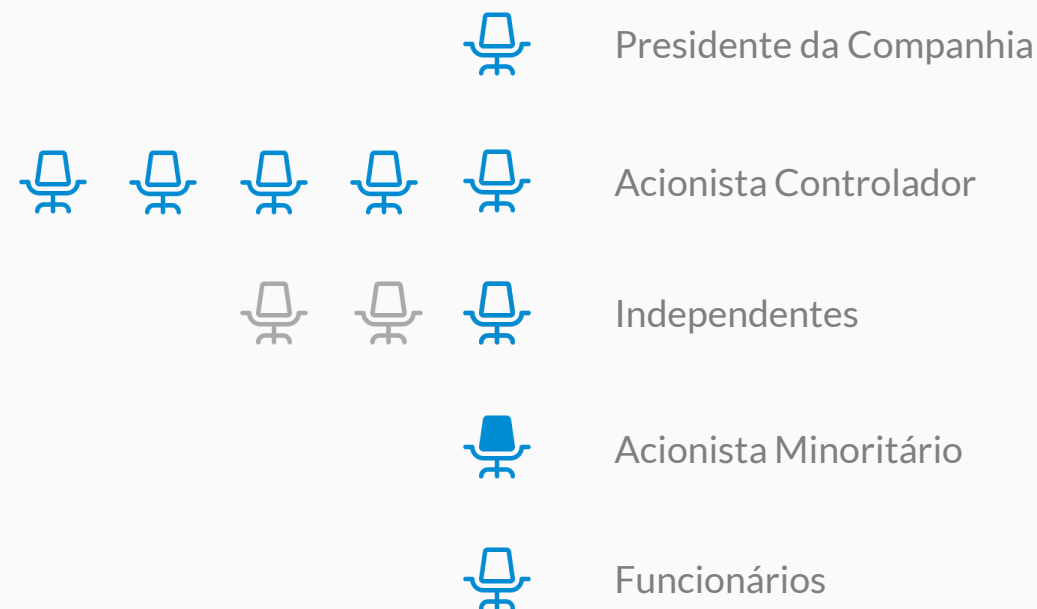 Presidente da Companhia
Acionista Controlador
Independentes
Acionista Minoritário
Funcionários